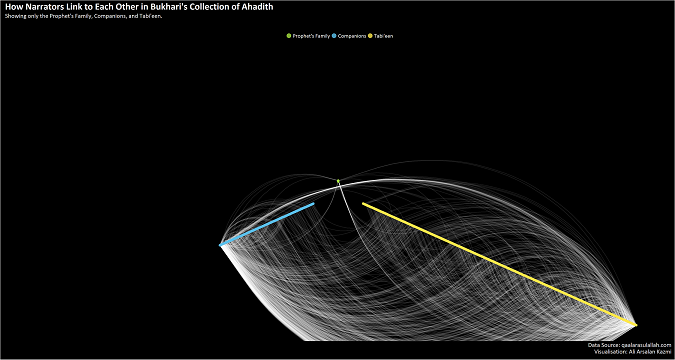 How Narrators Link to Each Other in Bukhari's Collection of Ahadith
Showing only the Prophet's Family, Companions, and Tabi'een.
Prophet's Family Companions Tabi'een
Data Source: qaalarasulallah.com
Visualisation: Ali Arsalan Kazmi